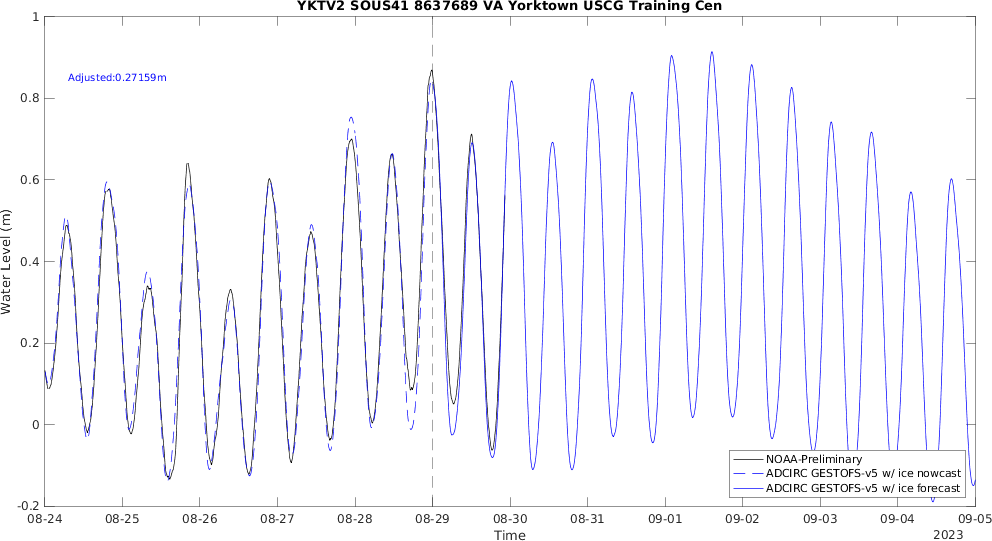 YKTV2 SOUS41 8637689 VA Yorktown USCG Training Cen
Adjusted:0.27159m
Water Level (m)
1
0.8
0.6
0.4
0.2
0
-0.2
08-24 08-25 08-26 08-27 08-28 08-29 08-30 08-31 09-01 09-02 09-03 09-04 09-05
Time
2023
NOAA-Preliminary
ADCIRC GESTOFS-v5 w/ ice nowcast
ADCIRC GESTOFS-v5 w/ ice forecast